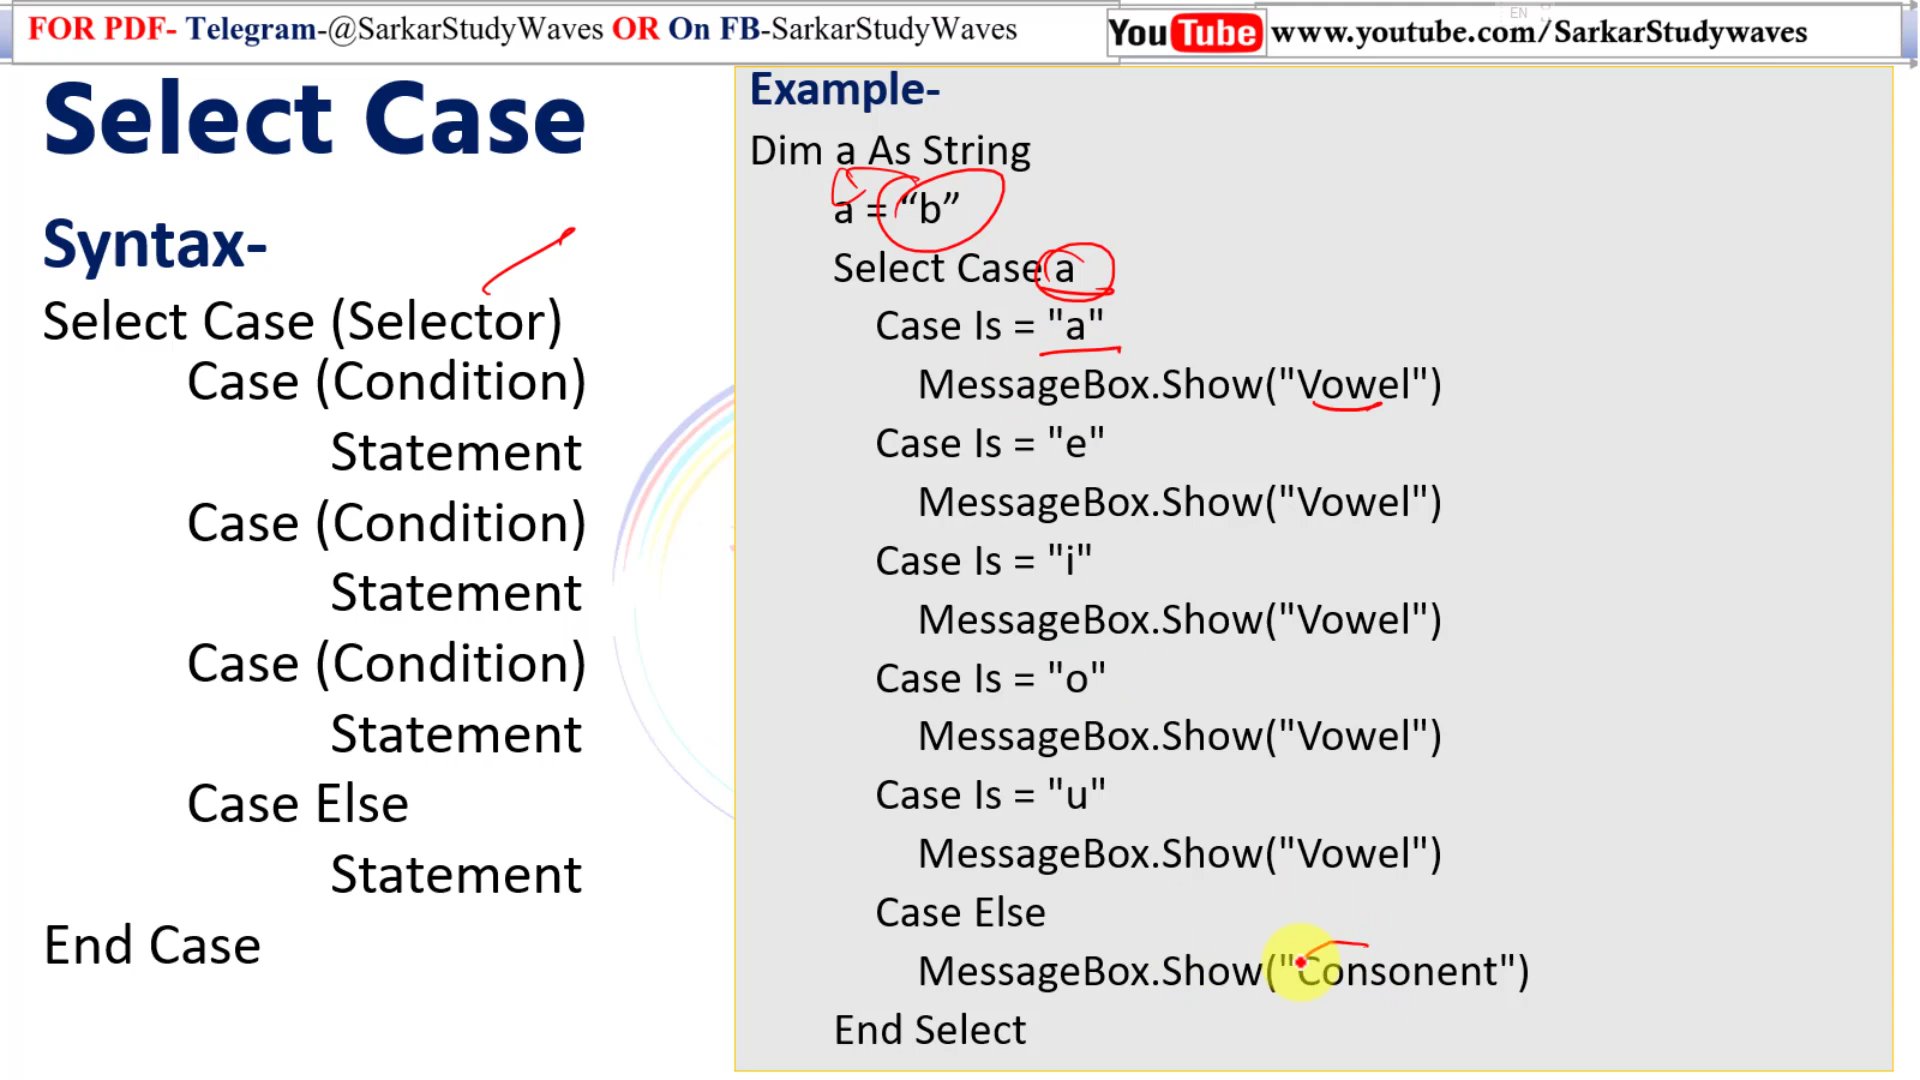 FOR PDF- Telegram-@SarkarStudyWaves OR On FB-SarkarStudyWaves
YouTube www.youtube.com/SarkarStudywaves
EN
Select Case
Syntax-
Select Case (Selector)
Case (Condition)
Statement
Case (Condition)
Statement
Case (Condition)
Statement
Case Else
Statement
End Case
Example-
Dim a As String
a = “b”
Select Case a
Case Is = "a"
MessageBox.Show("Vowel")
Case Is = "e"
MessageBox.Show("Vowel")
Case Is = "i"
MessageBox.Show("Vowel")
Case Is = "o"
MessageBox.Show("Vowel")
Case Is = "u"
MessageBox.Show("Vowel")
Case Else
MessageBox.Show("Consonent")
End Select